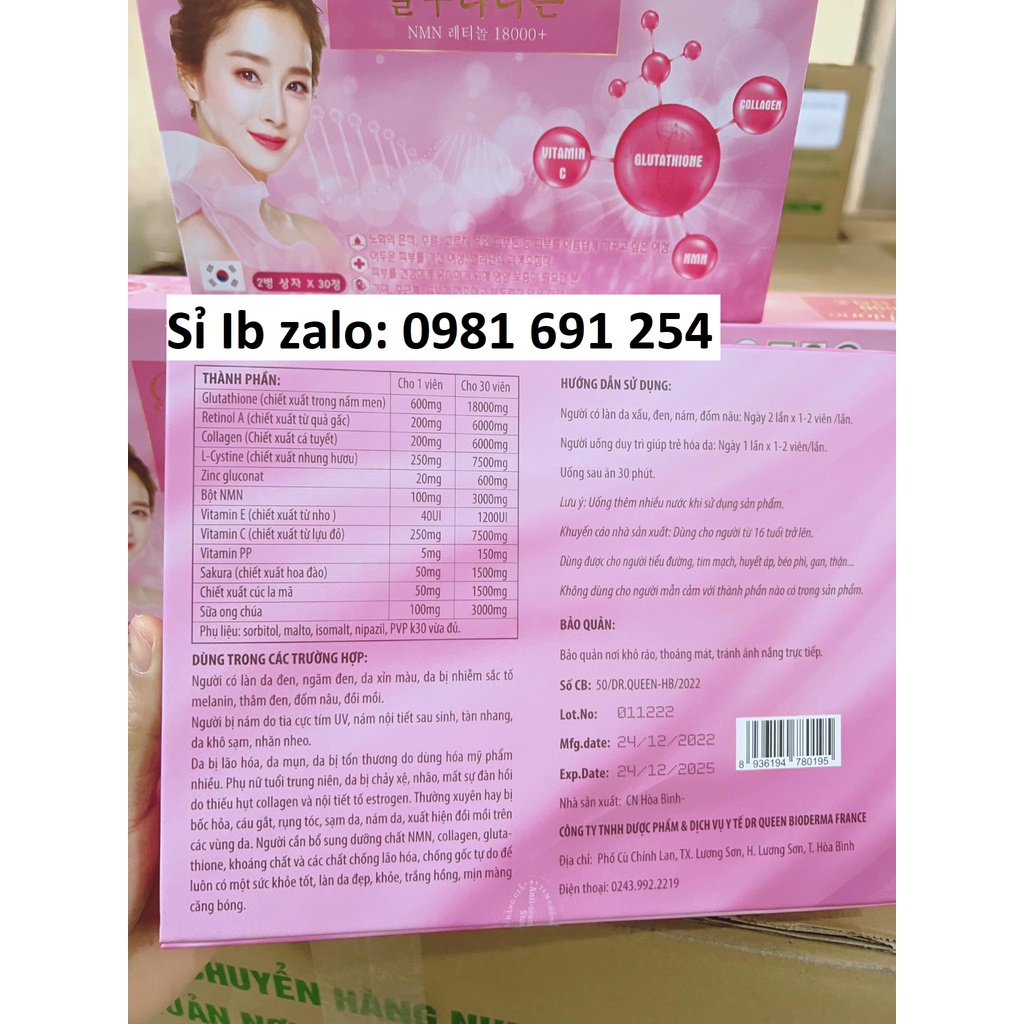 NMN 레티놀 18000+
COLLAGEN
VITAMIN C
GLUTATHIONE
NMN
2병 상자 X 30정
Sỉ Ib zalo: 0981 691 254
THÀNH PHẦN: Cho 1 viên Cho 30 viên
Glutathione (chiết xuất trong nấm men) 600mg 18000mg
Retinol A (chiết xuất từ quả gấc) 200mg 6000mg
Collagen (Chiết xuất cá tuyết) 200mg 6000mg
L-Cystine (chiết xuất nhung hươu) 250mg 7500mg
Zinc gluconat 20mg 600mg
Bột NMN 100mg 3000mg
Vitamin E (chiết xuất từ nho ) 40UI 1200UI
Vitamin C (chiết xuất từ lựu đỏ) 250mg 7500mg
Vitamin PP 5mg 150mg
Sakura (chiết xuất hoa đào) 50mg 1500mg
Chiết xuất cúc la mã 50mg 1500mg
Sữa ong chúa 100mg 3000mg
Phụ liệu: sorbitol, malto, isomalt, nipazil, PVP k30 vừa đủ.
DÙNG TRONG CÁC TRƯỜNG HỢP:
Người có làn da đen, ngăm đen, da xỉn màu, da bị nhiễm sắc tố
melanin, thâm đen, đốm nâu, đồi mồi.
Người bị nám do tia cực tím UV, nám nội tiết sau sinh, tàn nhang,
da khô sạm, nhăn nheo.
Da bị lão hóa, da mụn, da bị tổn thương do dùng hóa mỹ phẩm
nhiều. Phụ nữ tuổi trung niên, da bị chảy xệ, nhão, mất sự đàn hồi
do thiếu hụt collagen và nội tiết tố estrogen. Thường xuyên hay bị
bốc hỏa, cáu gắt, rụng tóc, sạm da, nám da, xuất hiện đồi mồi trên
các vùng da. Người cần bổ sung dưỡng chất NMN, collagen, gluta-
thione, khoáng chất và các chất chống lão hóa, chống gốc tự do để
luôn có một sức khỏe tốt, làn da đẹp, khỏe, trắng hồng, mịn màng
căng bóng.
HƯỚNG DẪN SỬ DỤNG:
Người có làn da xấu, đen, nám, đốm nâu: Ngày 2 lần x 1-2 viên /lần.
Người uống duy trì giúp trẻ hóa da: Ngày 1 lần x 1-2 viên/lần.
Uống sau ăn 30 phút.
Lưu ý: Uống thêm nhiều nước khi sử dụng sản phẩm.
Khuyến cáo nhà sản xuất: Dùng cho người từ 16 tuổi trở lên.
Dùng được cho người tiểu đường, tim mạch, huyết áp, béo phì, gan, thận...
Không dùng cho người mẫn cảm với thành phần nào có trong sản phẩm.
BẢO QUẢN:
Bảo quản nơi khô ráo, thoáng mát, tránh ánh nắng trực tiếp.
Số CB: 50/DR.QUEEN-HB/2022
Lot.No: 011222
Mfg.date: 24/12/2022
Exp.Date: 24/12/2025
8 936194 780195
Nhà sản xuất: CN Hòa Bình-
CÔNG TY TNHH DƯỢC PHẨM & DỊCH VỤ Y TẾ DR QUEEN BIODERMA FRANCE
Địa chỉ: Phố Cù Chính Lan, TX. Lương Sơn, H. Lương Sơn, T. Hòa Bình
Điện thoại: 0243.992.2219
HUYỂN HÀNG